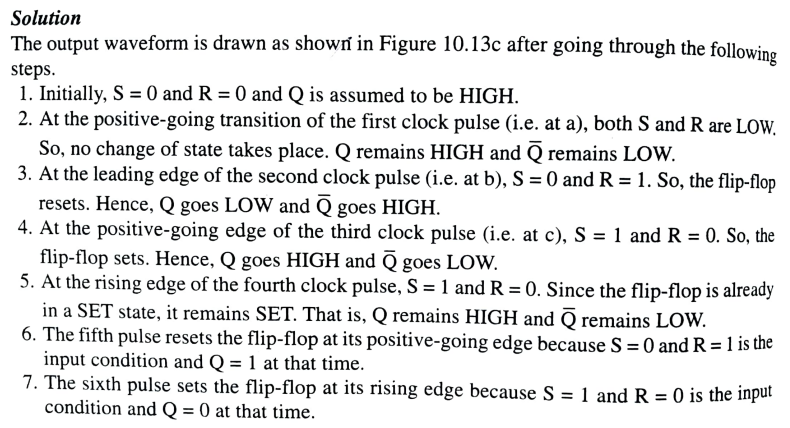 Solution
The output waveform is drawn as shown in Figure 10.13c after going through the following
steps.
1. Initially, S = 0 and R = 0 and Q is assumed to be HIGH.
2. At the positive-going transition of the first clock pulse (i.e. at a), both S and R are LOW.
So, no change of state takes place. Q remains HIGH and Q̅ remains LOW.
3. At the leading edge of the second clock pulse (i.e. at b), S = 0 and R = 1. So, the flip-flop
resets. Hence, Q goes LOW and Q̅ goes HIGH.
4. At the positive-going edge of the third clock pulse (i.e. at c), S = 1 and R = 0. So, the
flip-flop sets. Hence, Q goes HIGH and Q̅ goes LOW.
5. At the rising edge of the fourth clock pulse, S = 1 and R = 0. Since the flip-flop is already
in a SET state, it remains SET. That is, Q remains HIGH and Q̅ remains LOW.
6. The fifth pulse resets the flip-flop at its positive-going edge because S = 0 and R = 1 is the
input condition and Q = 1 at that time.
7. The sixth pulse sets the flip-flop at its rising edge because S = 1 and R = 0 is the input
condition and Q = 0 at that time.